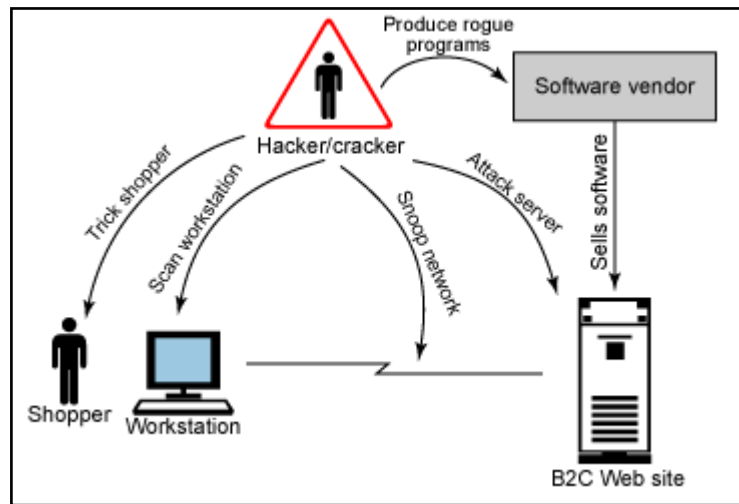 Produce rogue
programs
Software vendor
Hacker/cracker
Trick shopper
Scan workstation
Snoop network
Attack server
Sells software
Shopper
Workstation
B2C Web site